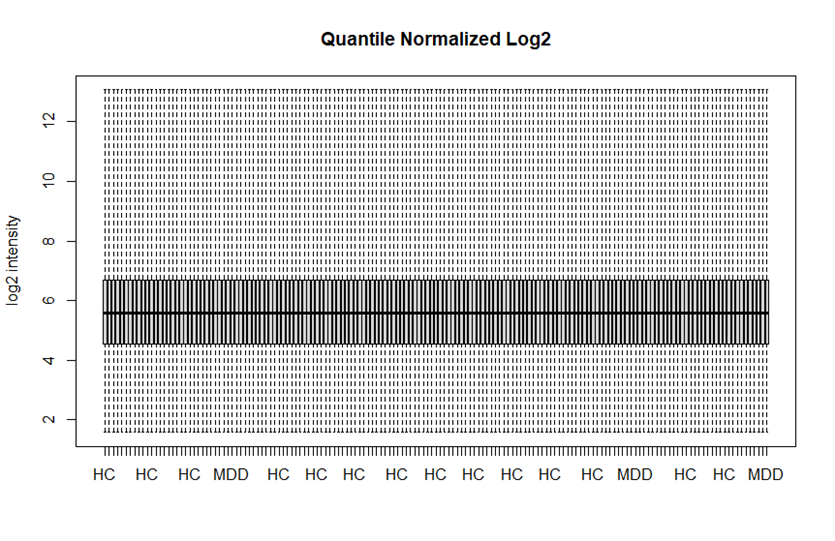 Quantile Normalized Log2
log2 intensity
12
10
8
6
4
2
HC HC HC MDD HC HC HC HC HC HC HC HC HC MDD HC HC MDD